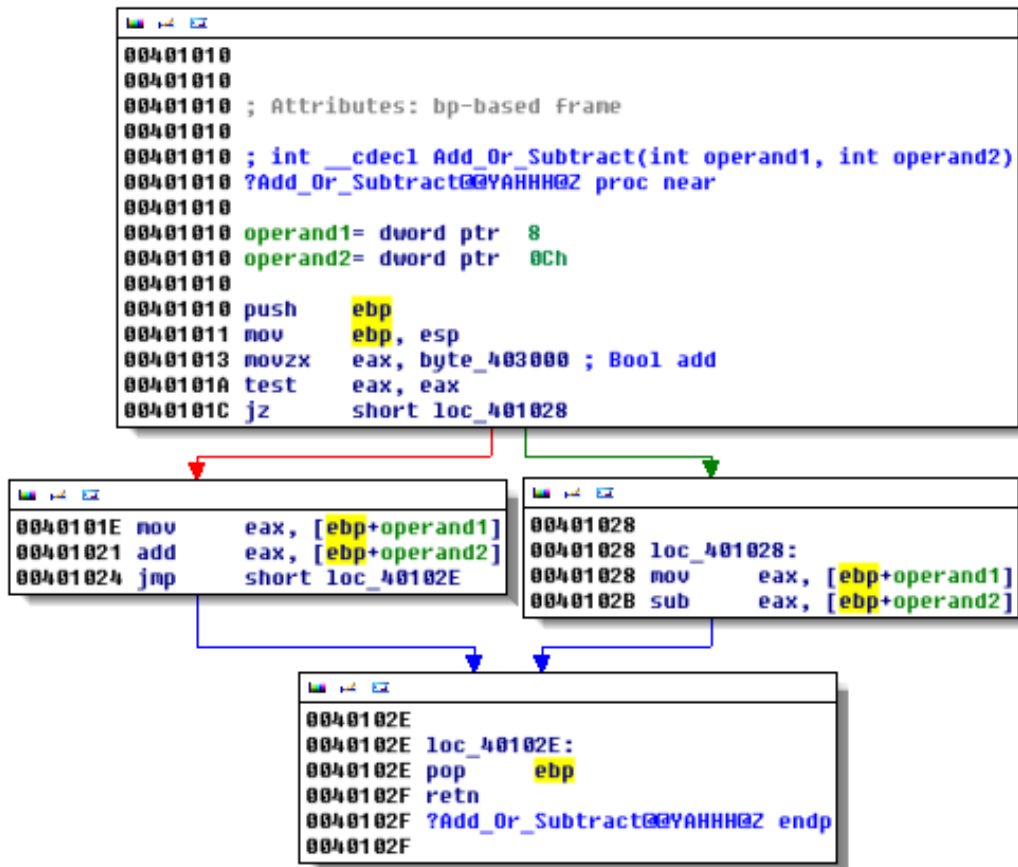 00401010
00401010
00401010 ; Attributes: bp-based frame
00401010
00401010 ; int __cdecl Add_Or_Subtract(int operand1, int operand2)
00401010 ?Add_Or_Subtract@@YAHHH@Z proc near
00401010
00401010 operand1= dword ptr  8
00401010 operand2= dword ptr  0Ch
00401010
00401010 push    ebp
00401011 mov     ebp, esp
00401013 movzx   eax, byte_403000 ; Bool add
0040101A test    eax, eax
0040101C jz      short loc_401028
0040101E mov     eax, [ebp+operand1]
00401021 add     eax, [ebp+operand2]
00401024 jmp     short loc_40102E
00401028
00401028 loc_401028:
00401028 mov     eax, [ebp+operand1]
0040102B sub     eax, [ebp+operand2]
0040102E
0040102E loc_40102E:
0040102E pop     ebp
0040102F retn
0040102F ?Add_Or_Subtract@@YAHHH@Z endp
0040102F